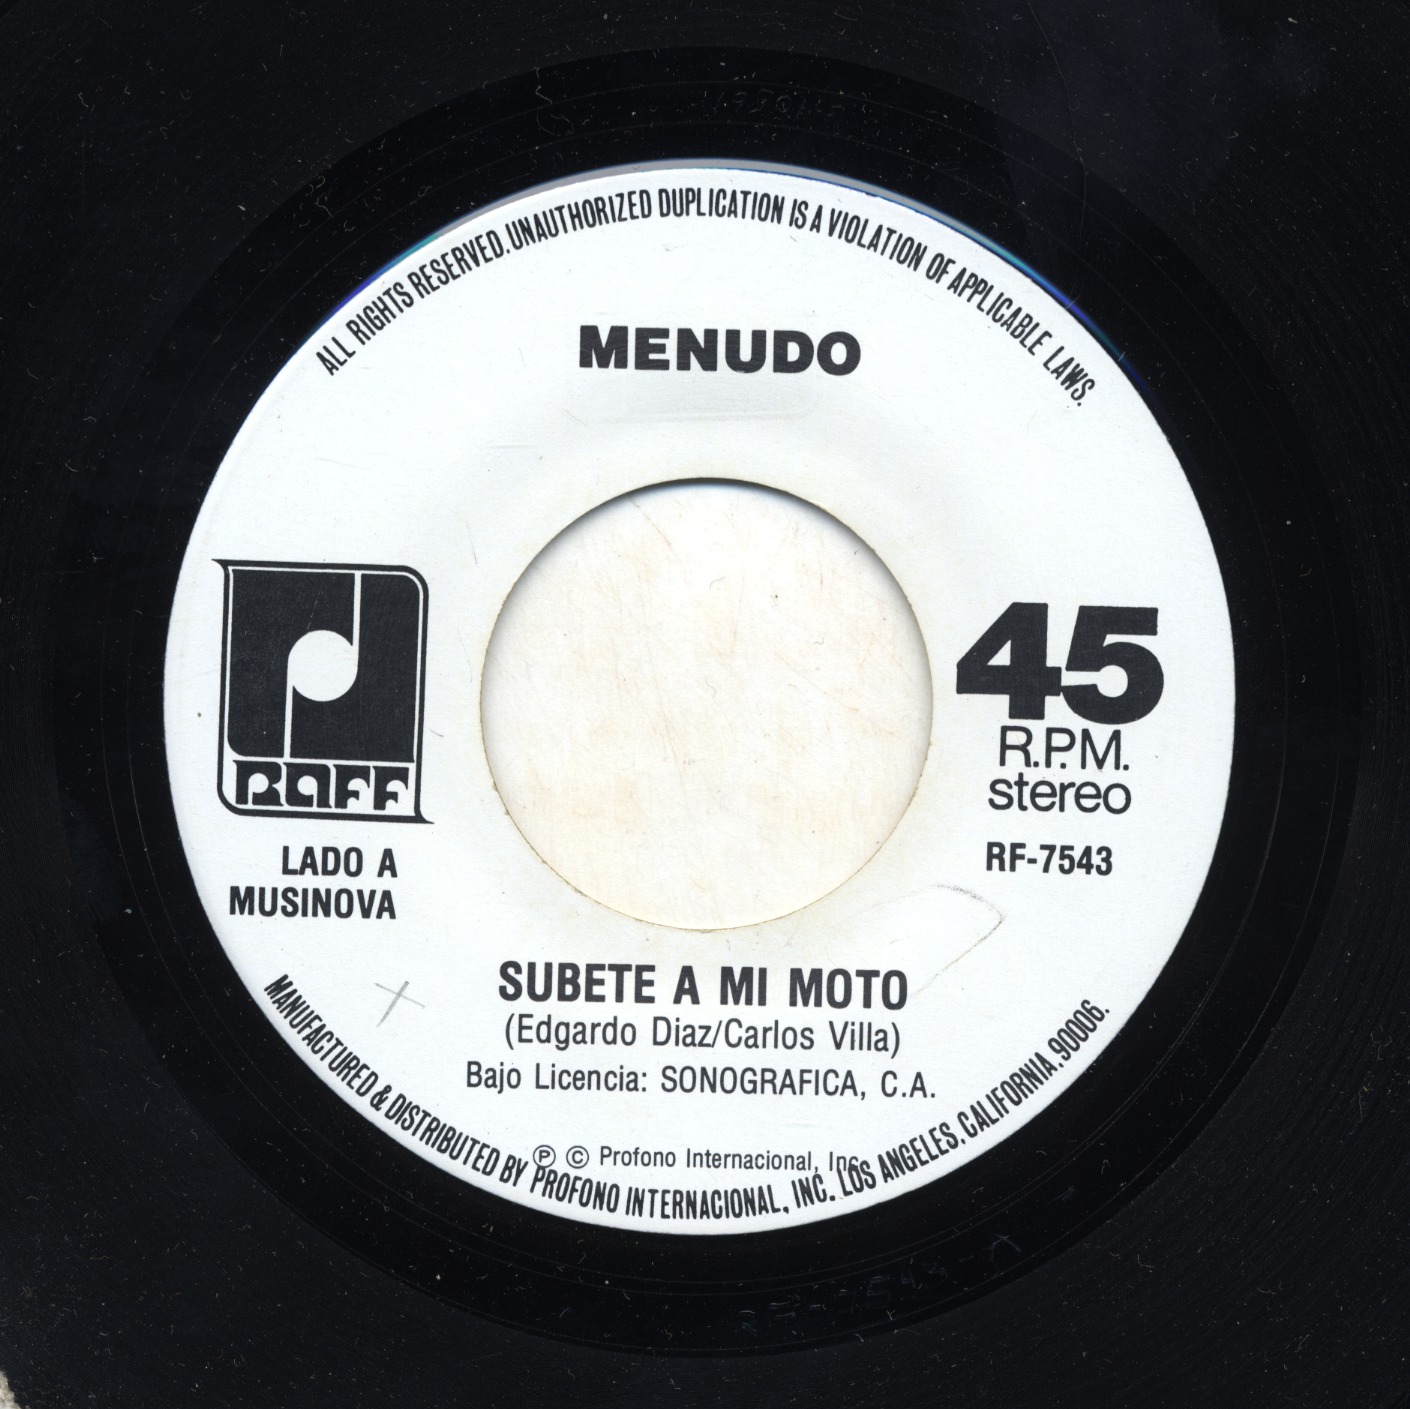 ALL RIGHTS RESERVED. UNAUTHORIZED DUPLICATION IS A VIOLATION OF APPLICABLE LAWS.
MENUDO
RAFF
45
R.P.M.
stereo
RF-7543
LADO A
MUSINOVA
SUBETE A MI MOTO
(Edgardo Diaz/Carlos Villa)
Bajo Licencia: SONOGRAFICA, C.A.
Ⓟ © Profono Internacional, Inc.
MANUFACTURED & DISTRIBUTED BY PROFONO INTERNACIONAL, INC. LOS ANGELES, CALIFORNIA. 90006.